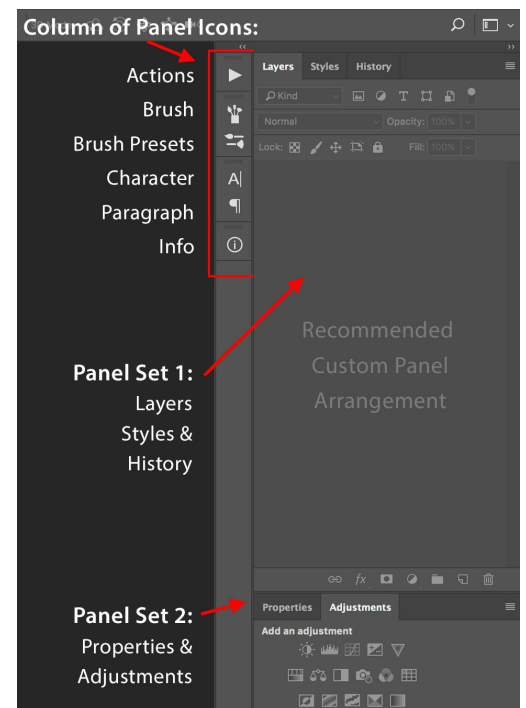 Column of Panel Icons:
Actions
Brush
Brush Presets
Character
Paragraph
Info
Layers Styles History
Kind
T
Normal Opacity: 100%
Lock: Fill: 100%
A|
¶
Recommended
Custom Panel
Arrangement
Panel Set 1:
Layers
Styles &
History
fx
Panel Set 2:
Properties &
Adjustments
Properties Adjustments
Add an adjustment